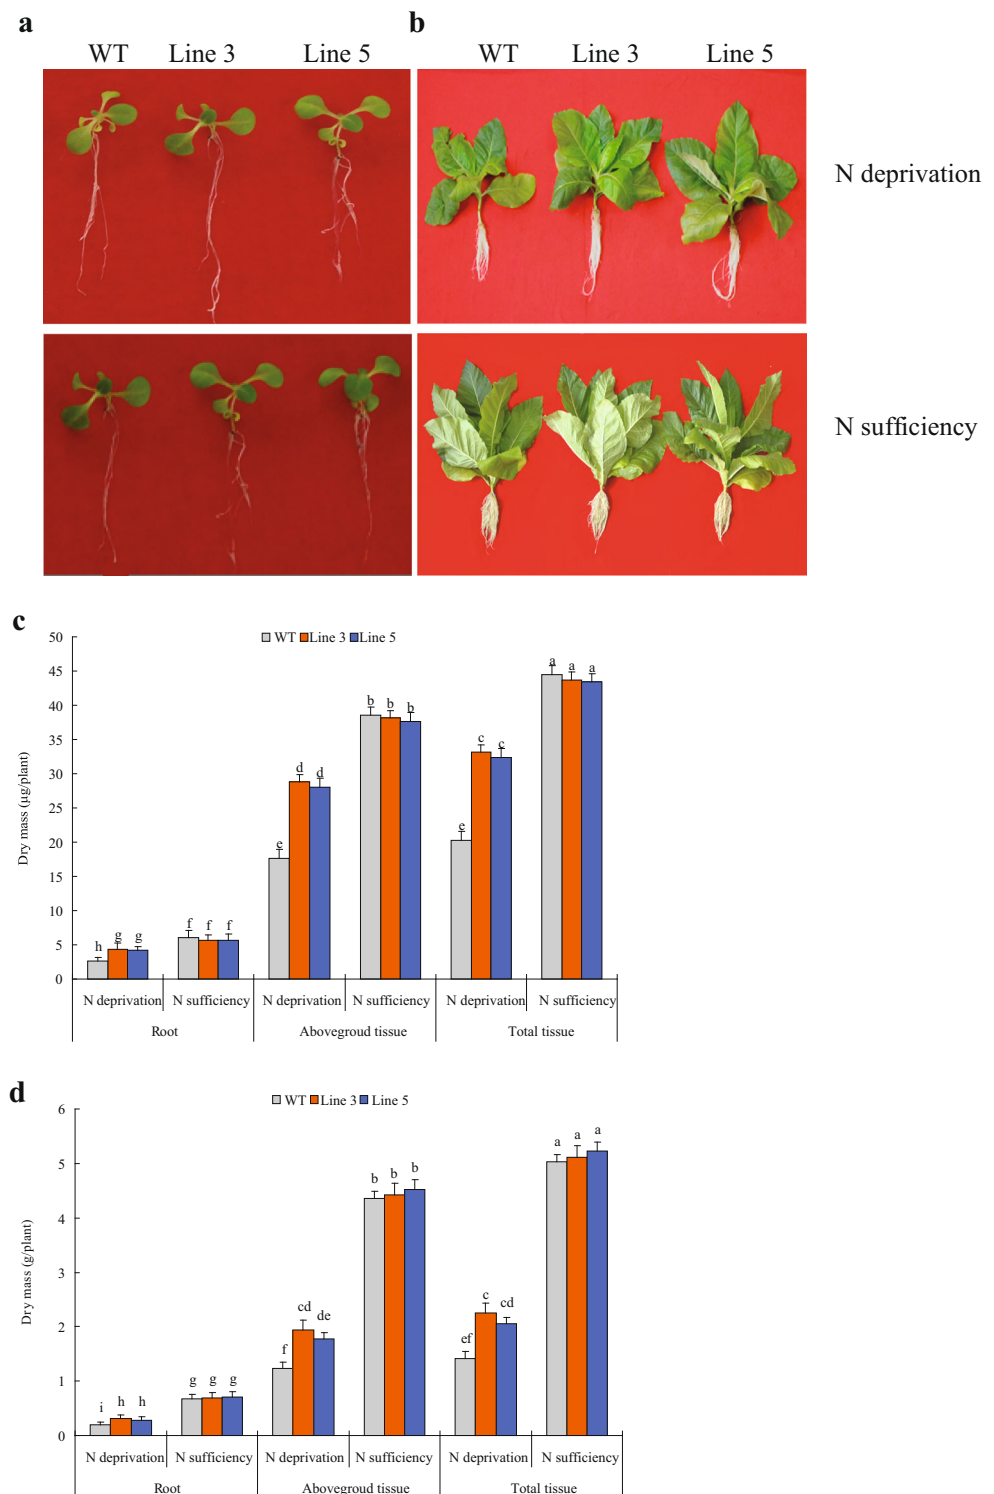 a
b
WT Line 3 Line 5
WT Line 3 Line 5
N deprivation
N sufficiency
c
WT Line 3 Line 5
Dry mass (µg/plant)
50
45
40
35
30
25
20
15
10
5
0
h g g
f f f
e d d
b b b
e c c
a a a
N deprivation N sufficiency N deprivation N sufficiency N deprivation N sufficiency
Root Abovegroud tissue Total tissue
d
WT Line 3 Line 5
Dry mass (g/plant)
6
5
4
3
2
1
0
i h h
g g g
f cd de
b b b
ef c cd
a a a
N deprivation N sufficiency N deprivation N sufficiency N deprivation N sufficiency
Root Abovegroud tissue Total tissue